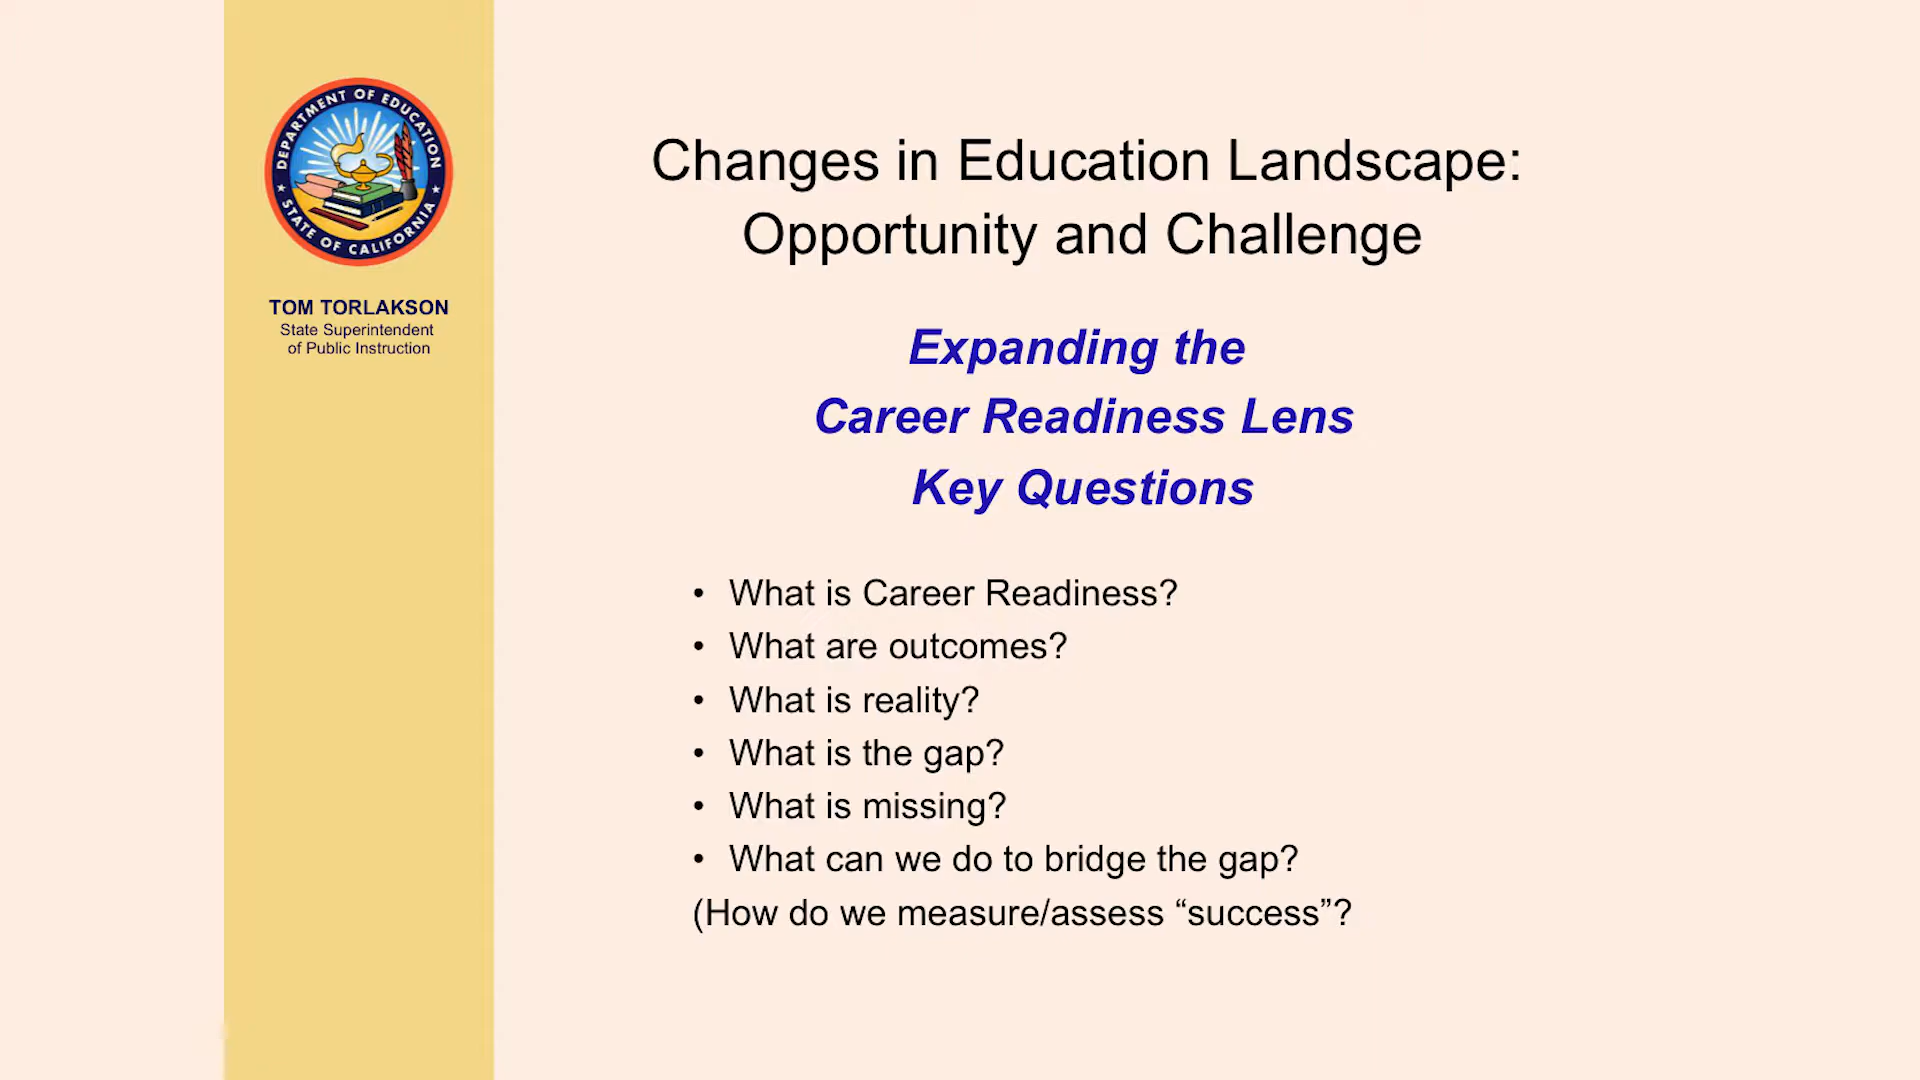 DEPARTMENT OF EDUCATION
STATE OF CALIFORNIA
TOM TORLAKSON
State Superintendent
of Public Instruction
Changes in Education Landscape:
Opportunity and Challenge
Expanding the
Career Readiness Lens
Key Questions
• What is Career Readiness?
• What are outcomes?
• What is reality?
• What is the gap?
• What is missing?
• What can we do to bridge the gap?
(How do we measure/assess “success”?